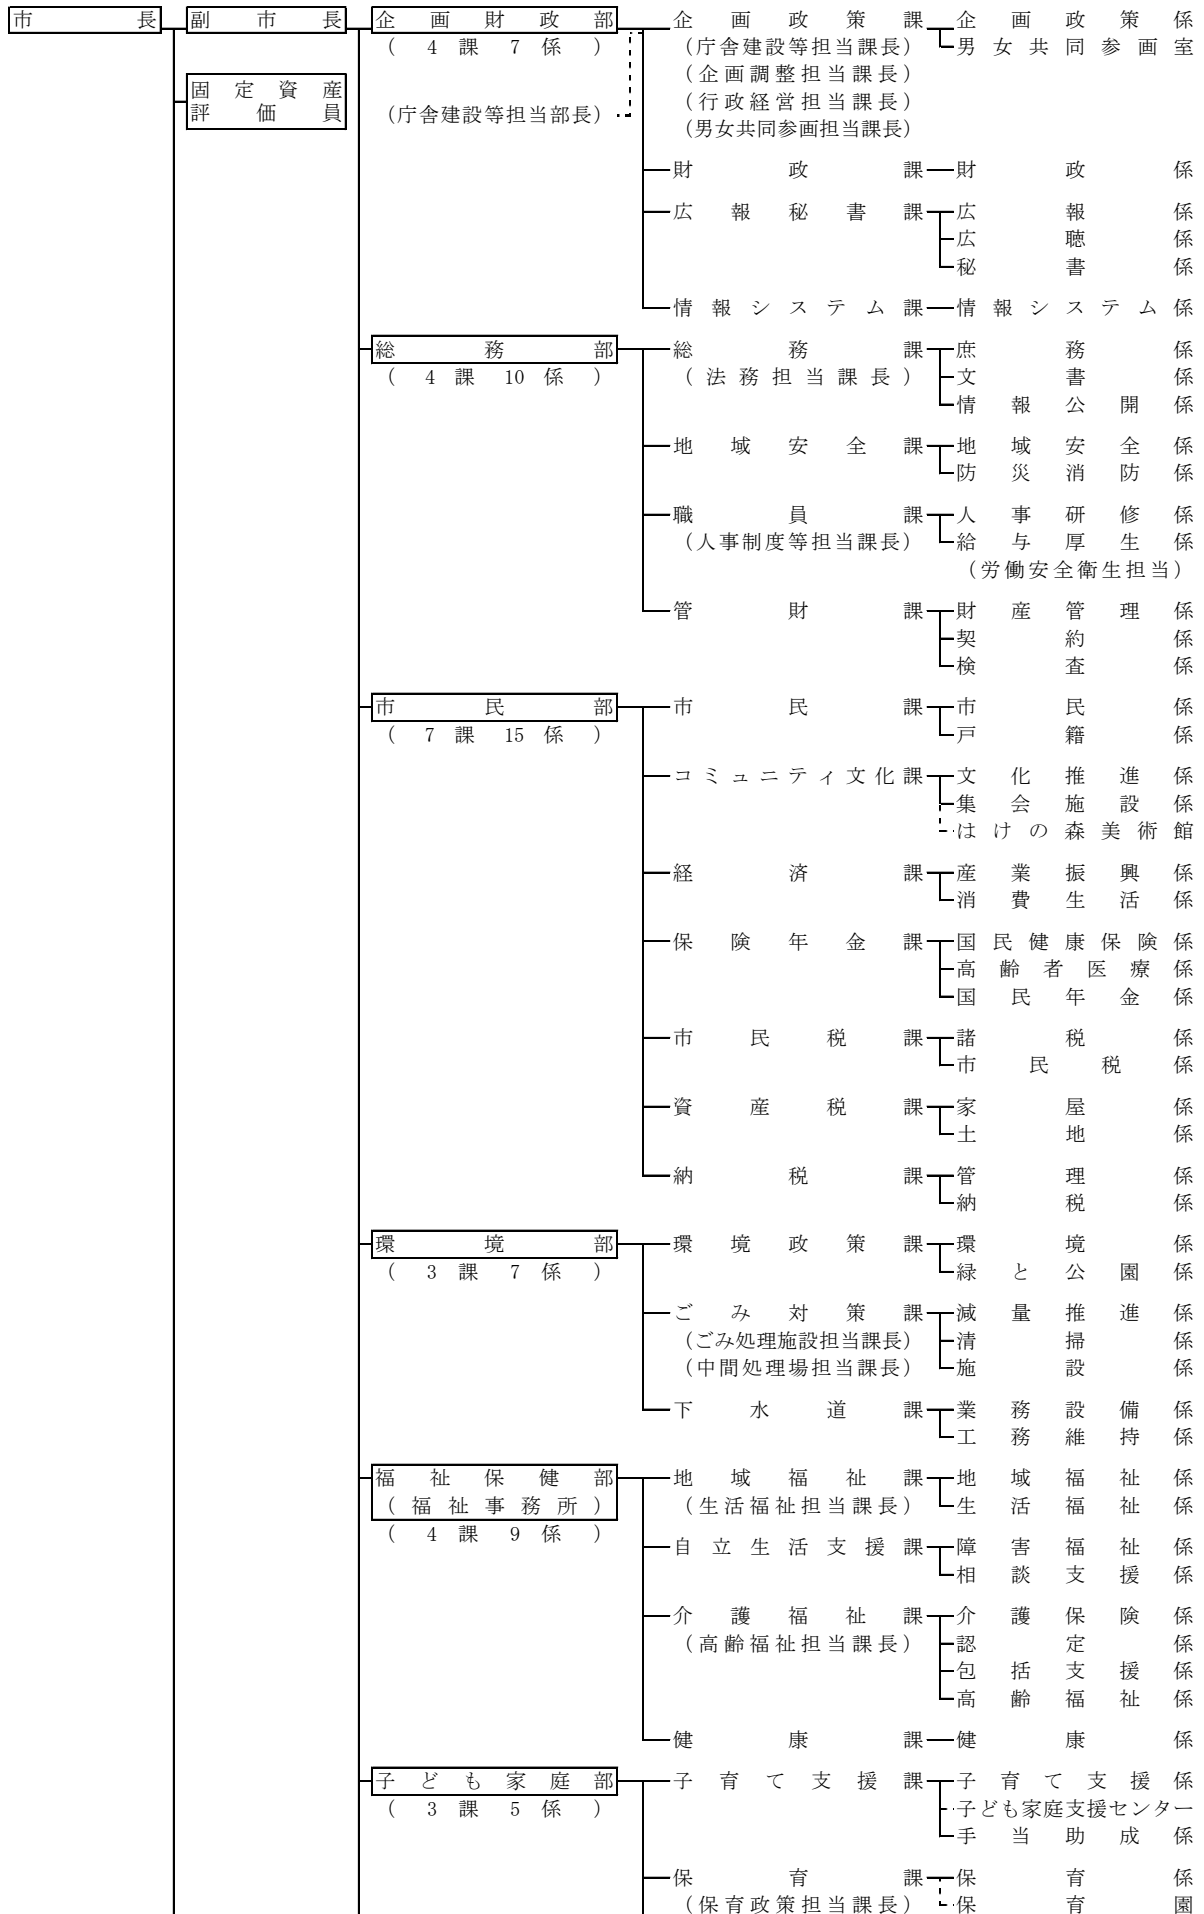 市長 副市長 企画財政部 企画政策課 企画政策係
(4課7係) (庁舎建設等担当課長) 男女共同参画室
(企画調整担当課長)
固定資産 (行政経営担当課長)
評価員 (庁舎建設等担当部長) (男女共同参画担当課長)
財政課 財政係
広報秘書課 広報係
広聴係
秘書係
情報システム課 情報システム係
総務部 総務課 庶務係
(4課10係) (法務担当課長) 文書係
情報公開係
地域安全課 地域安全係
防災消防係
職員課 人事研修係
(人事制度等担当課長) 給与厚生係
(労働安全衛生担当)
管財課 財産管理係
契約係
検査係
市民部 市民課 市民係
(7課15係) 戸籍係
コミュニティ文化課 文化推進係
集会施設係
はけの森美術館
経済課 産業振興係
消費生活係
保険年金課 国民健康保険係
高齢者医療係
国民年金係
市民税課 諸税係
市民税係
資産税課 家屋係
土地係
納税課 管理係
納税係
環境部 環境政策課 環境係
(3課7係) 緑と公園係
ごみ対策課 減量推進係
(ごみ処理施設担当課長) 清掃係
(中間処理場担当課長) 施設係
下水道課 業務設備係
工務維持係
福祉保健部 地域福祉課 地域福祉係
(福祉事務所) (生活福祉担当課長) 生活福祉係
(4課9係) 自立生活支援課 障害福祉係
相談支援係
介護福祉課 介護保険係
(高齢福祉担当課長) 認定係
包括支援係
高齢福祉係
健康課 健康係
子ども家庭部 子育て支援課 子育て支援係
(3課5係) 子ども家庭支援センター
手当助成係
保育課 保育係
(保育政策担当課長) 保育園